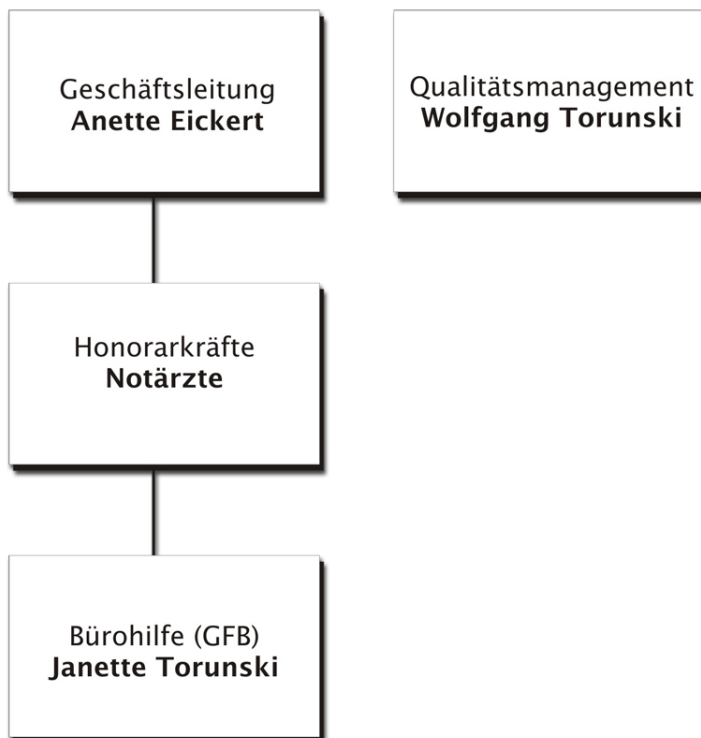 Geschäftsleitung
Anette Eickert
Qualitätsmanagement
Wolfgang Torunski
Honorarkräfte
Notärzte
Bürohilfe (GFB)
Janette Torunski